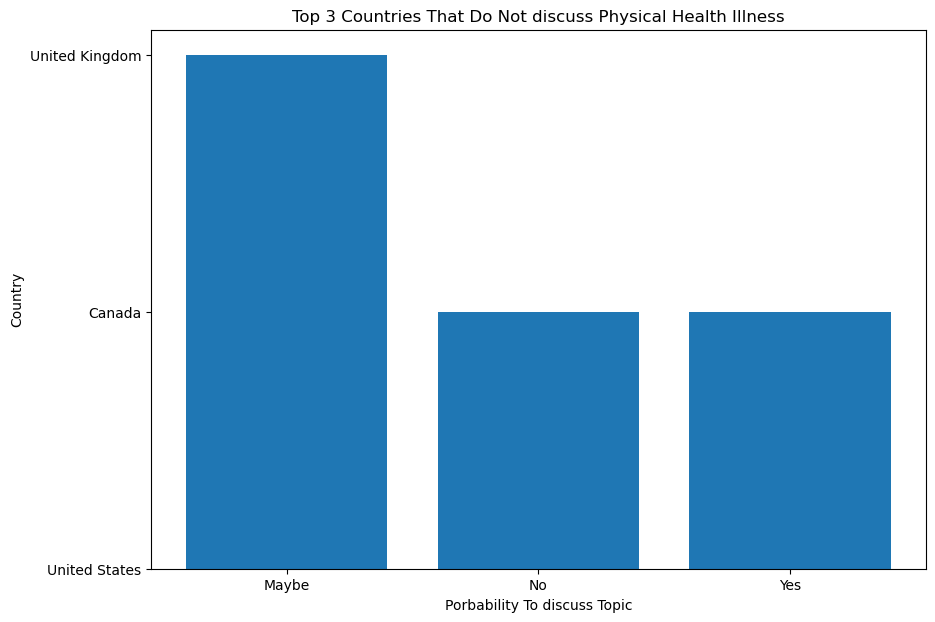 Top 3 Countries That Do Not discuss Physical Health Illness
United Kingdom
Canada
United States
Country
Maybe
No
Yes
Porbability To discuss Topic